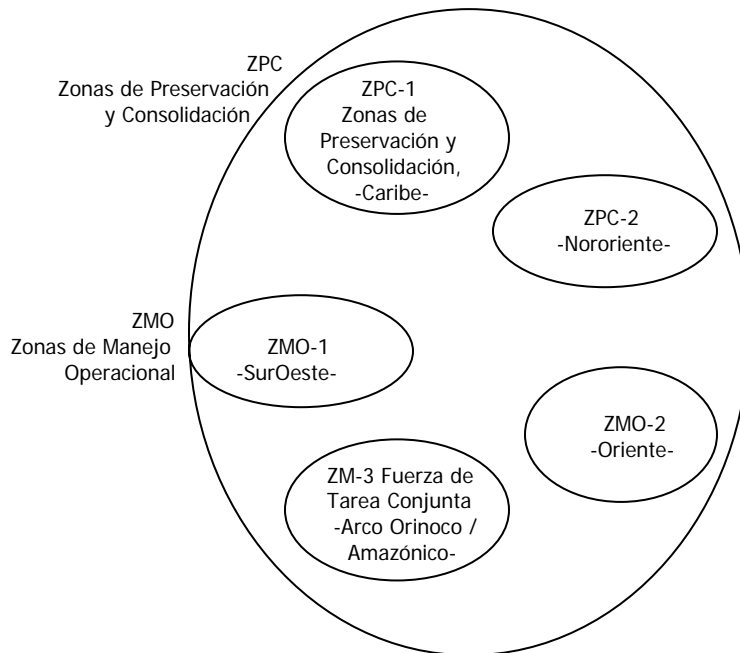 ZPC
Zonas de Preservación
y Consolidación
ZPC-1
Zonas de
Preservación y
Consolidación,
-Caribe-
ZPC-2
-Nororiente-
ZMO
Zonas de Manejo
Operacional
ZMO-1
-SurOeste-
ZMO-2
-Oriente-
ZM-3 Fuerza de
Tarea Conjunta
-Arco Orinoco /
Amazónico-